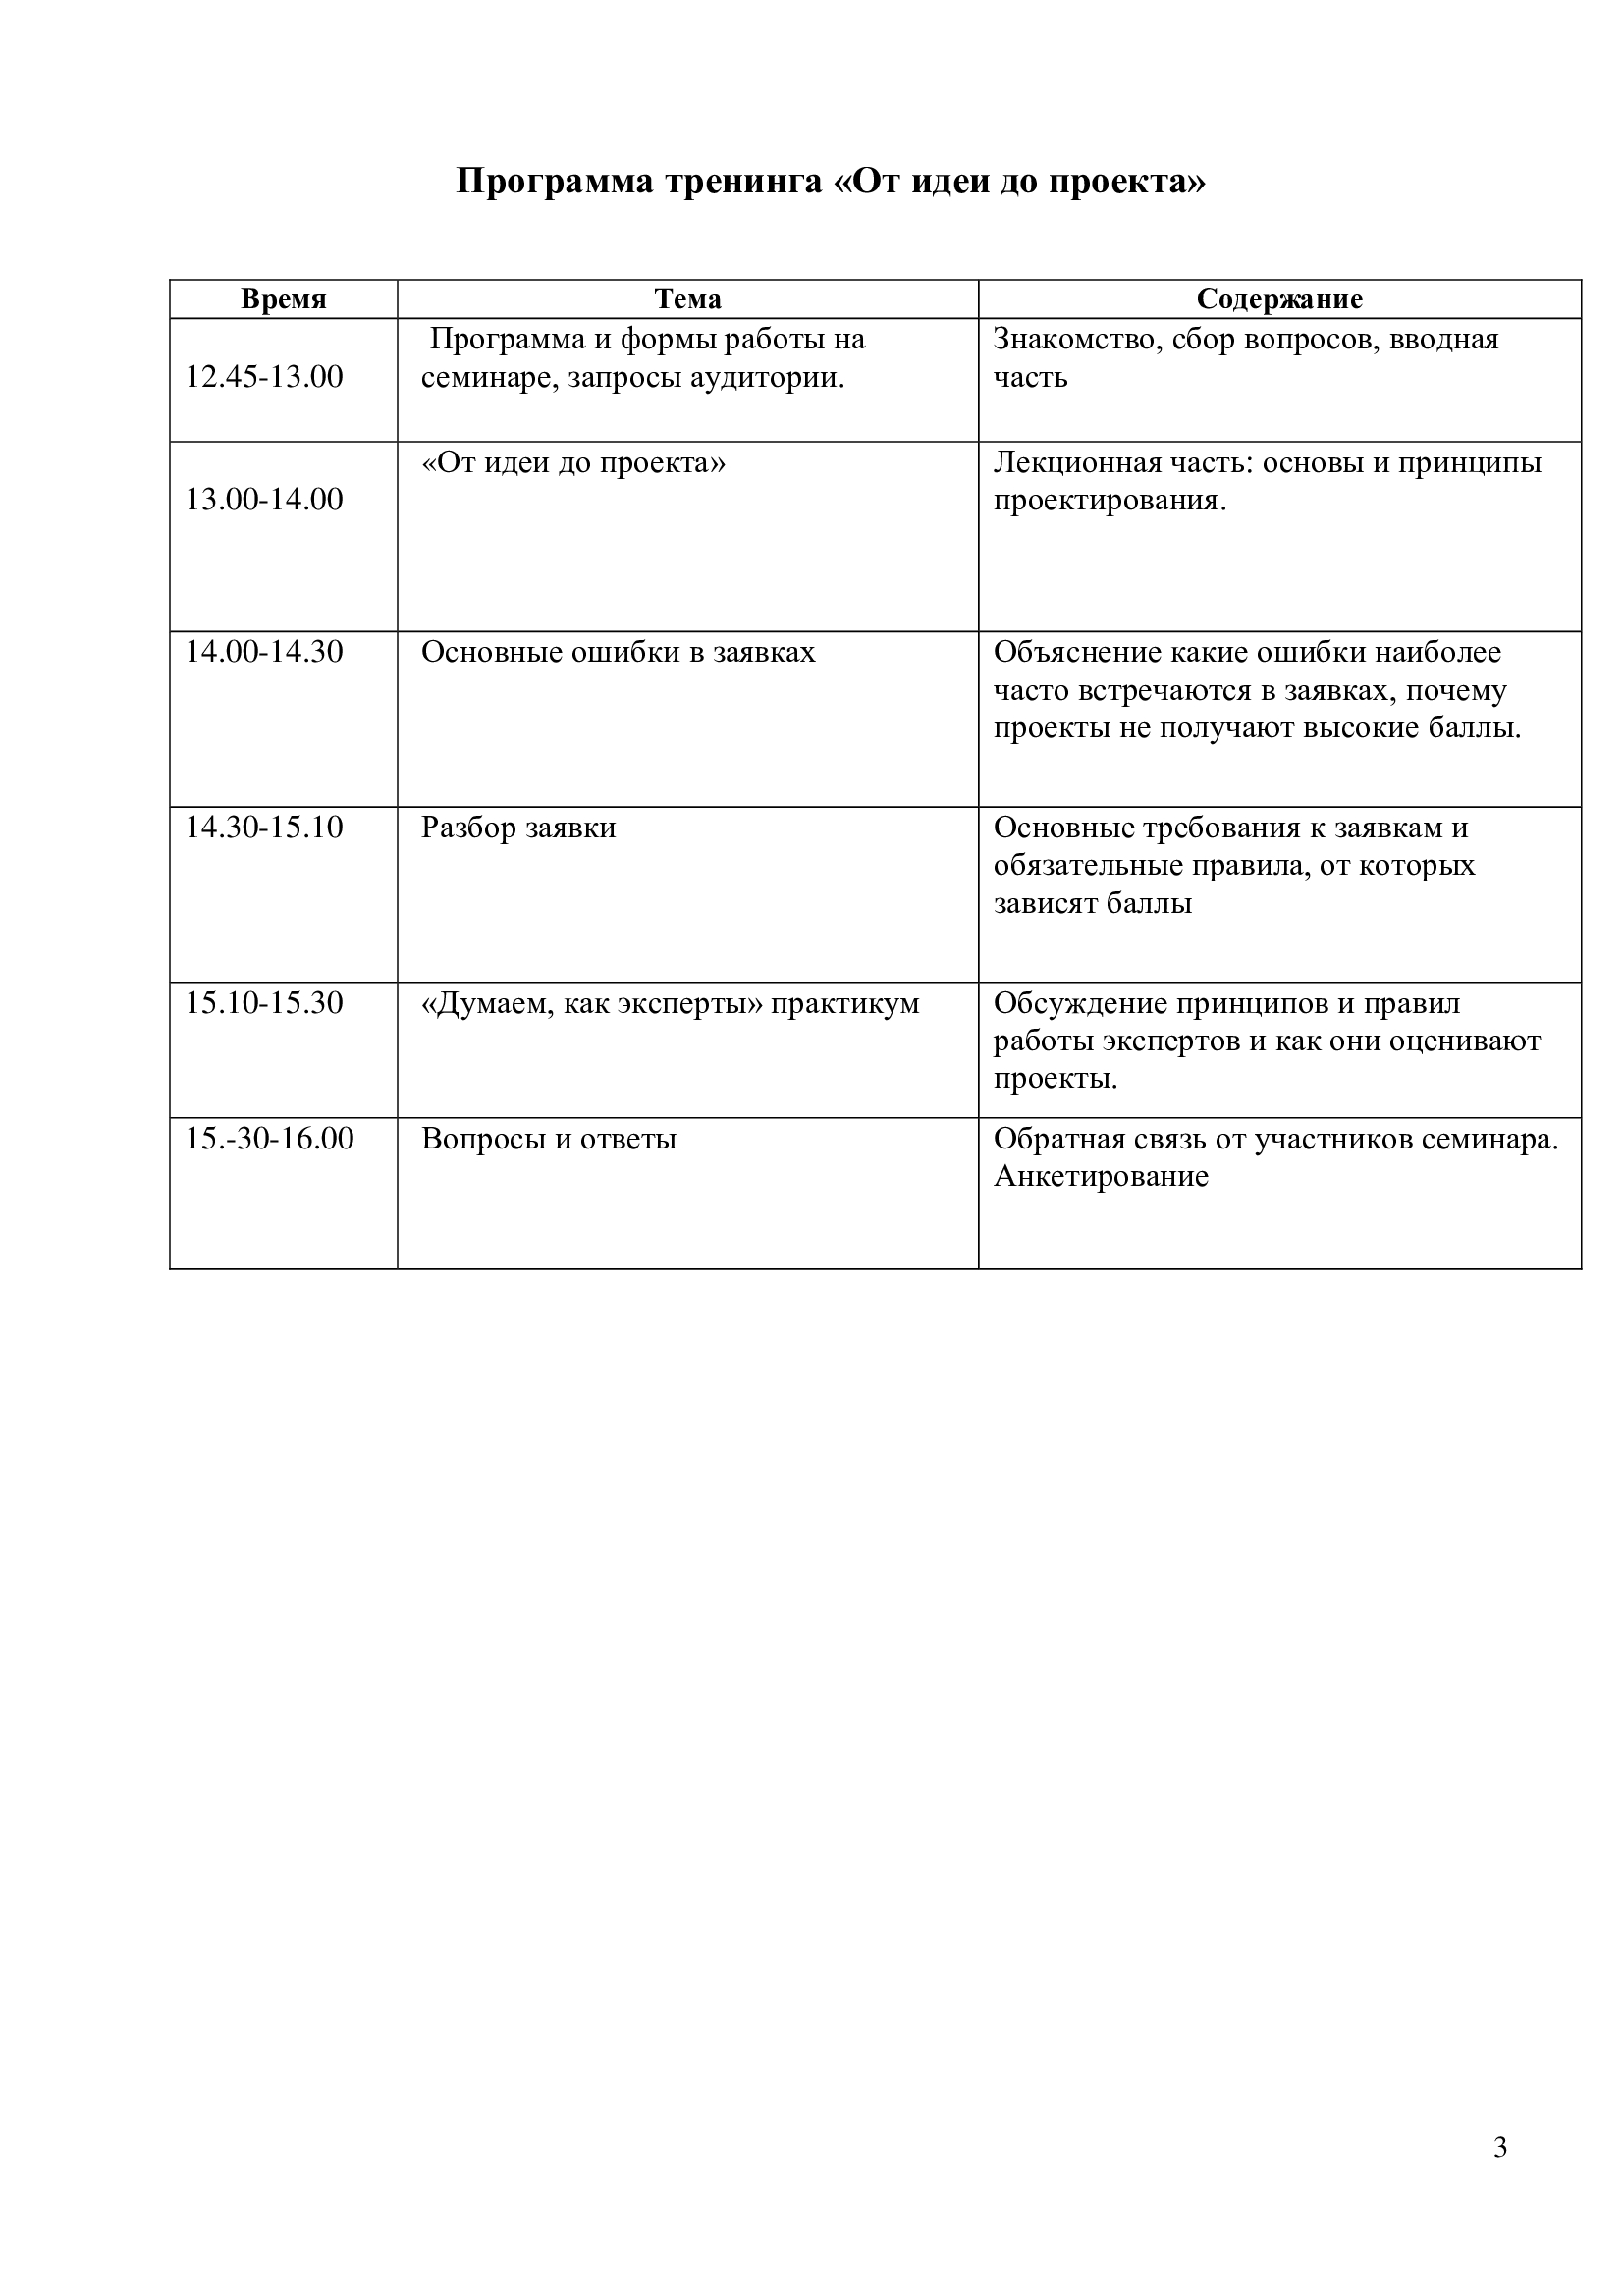 Программа тренинга «От идеи до проекта»
Время
Тема
Содержание
12.45-13.00
Программа и формы работы на
семинаре, запросы аудитории.
Знакомство, сбор вопросов, вводная
часть
13.00-14.00
«От идеи до проекта»
Лекционная часть: основы и принципы
проектирования.
14.00-14.30
Основные ошибки в заявках
Объяснение какие ошибки наиболее
часто встречаются в заявках, почему
проекты не получают высокие баллы.
14.30-15.10
Разбор заявки
Основные требования к заявкам и
обязательные правила, от которых
зависят баллы
15.10-15.30
«Думаем, как эксперты» практикум
Обсуждение принципов и правил
работы экспертов и как они оценивают
проекты.
15.-30-16.00
Вопросы и ответы
Обратная связь от участников семинара.
Анкетирование
3